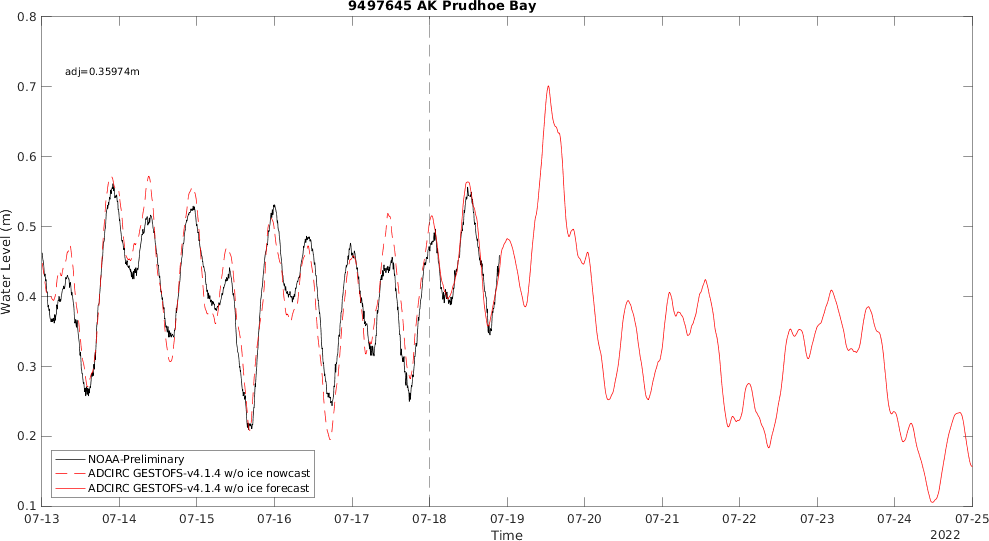 9497645 AK Prudhoe Bay
0.8
adj=0.35974m
0.7
0.6
0.5
Water Level (m)
0.4
0.3
0.2
NOAA-Preliminary
ADCIRC GESTOFS-v4.1.4 w/o ice nowcast
ADCIRC GESTOFS-v4.1.4 w/o ice forecast
0.1
07-13 07-14 07-15 07-16 07-17 07-18 07-19 07-20 07-21 07-22 07-23 07-24 07-25
Time
2022